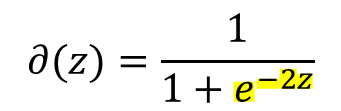 ∂(z) = 1 / (1 + e^{−2z})